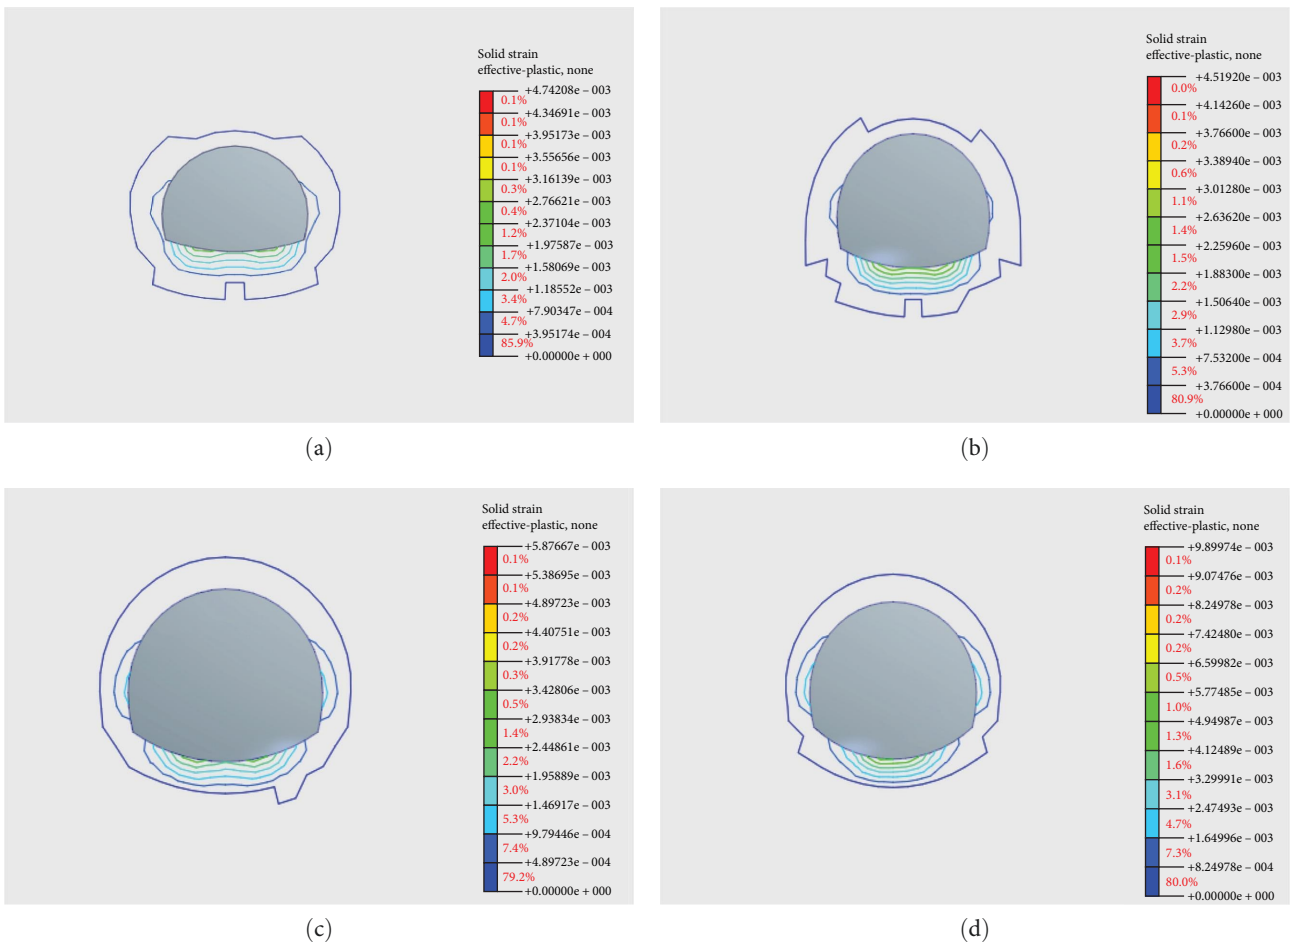 Solid strain
effective-plastic, none
+4.74208e – 003
0.1%
+4.34691e – 003
0.1%
+3.95173e – 003
0.1%
+3.55656e – 003
0.1%
+3.16139e – 003
0.3%
+2.76621e – 003
0.4%
+2.37104e – 003
1.2%
+1.97587e – 003
1.7%
+1.58069e – 003
2.0%
+1.18552e – 003
3.4%
+7.90347e – 004
4.7%
+3.95174e – 004
85.9%
+0.00000e + 000
(a)
Solid strain
effective-plastic, none
+4.51920e – 003
0.0%
+4.14260e – 003
0.1%
+3.76600e – 003
0.2%
+3.38940e – 003
0.6%
+3.01280e – 003
1.1%
+2.63620e – 003
1.4%
+2.25960e – 003
1.5%
+1.88300e – 003
2.2%
+1.50640e – 003
2.9%
+1.12980e – 003
3.7%
+7.53200e – 004
5.3%
+3.76600e – 004
80.9%
+0.00000e + 000
(b)
Solid strain
effective-plastic, none
+5.87667e – 003
0.1%
+5.38695e – 003
0.1%
+4.89723e – 003
0.2%
+4.40751e – 003
0.2%
+3.91778e – 003
0.3%
+3.42806e – 003
0.5%
+2.93834e – 003
1.4%
+2.44861e – 003
2.2%
+1.95889e – 003
3.0%
+1.46917e – 003
5.3%
+9.79446e – 004
7.4%
+4.89723e – 004
79.2%
+0.00000e + 000
(c)
Solid strain
effective-plastic, none
+9.89974e – 003
0.1%
+9.07476e – 003
0.2%
+8.24978e – 003
0.2%
+7.42480e – 003
0.2%
+6.59982e – 003
0.5%
+5.77485e – 003
1.0%
+4.94987e – 003
1.3%
+4.12489e – 003
1.6%
+3.29991e – 003
3.1%
+2.47493e – 003
4.7%
+1.64996e – 003
7.3%
+8.24978e – 004
80.0%
+0.00000e + 000
(d)